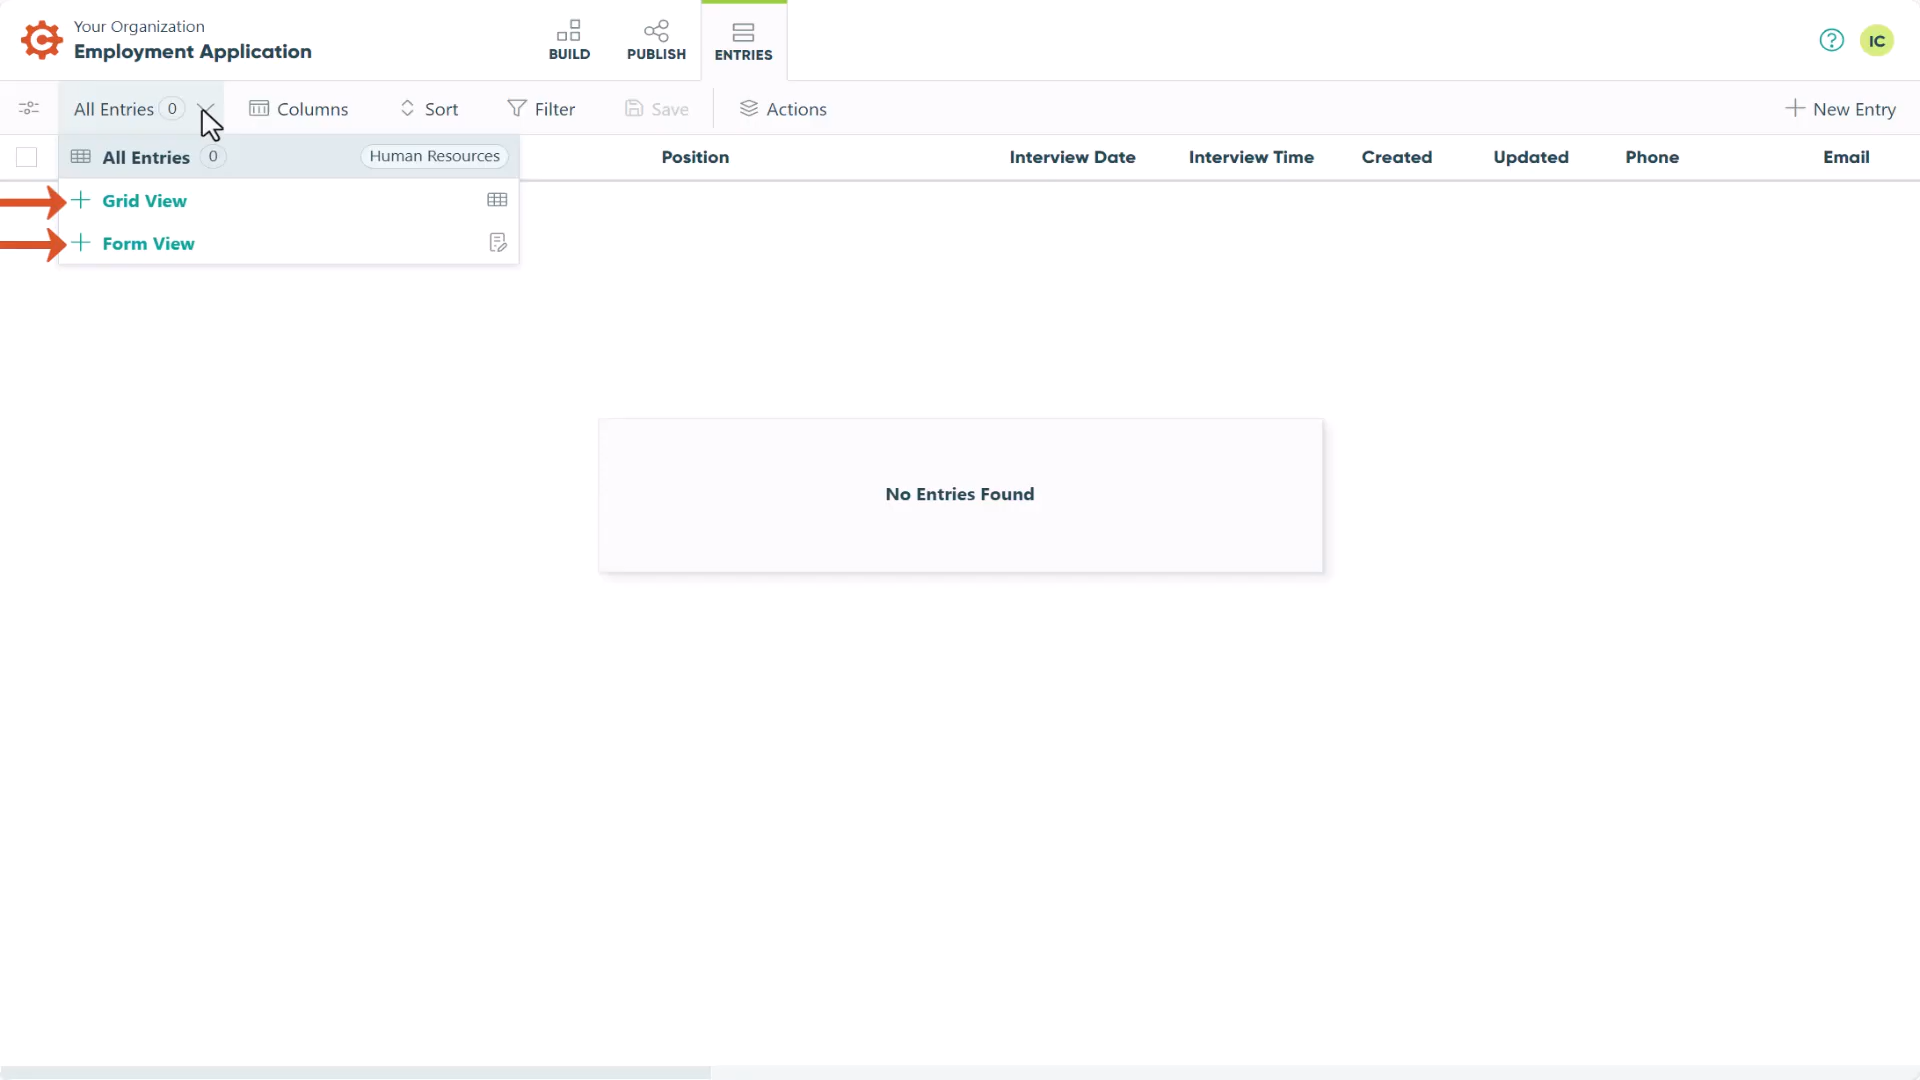 Your Organization
Employment Application
BUILD
PUBLISH
ENTRIES
?
IC
All Entries 0
Columns
Sort
Filter
Save
Actions
New Entry
All Entries 0
Human Resources
Position
Interview Date
Interview Time
Created
Updated
Phone
Email
Grid View
Form View
No Entries Found